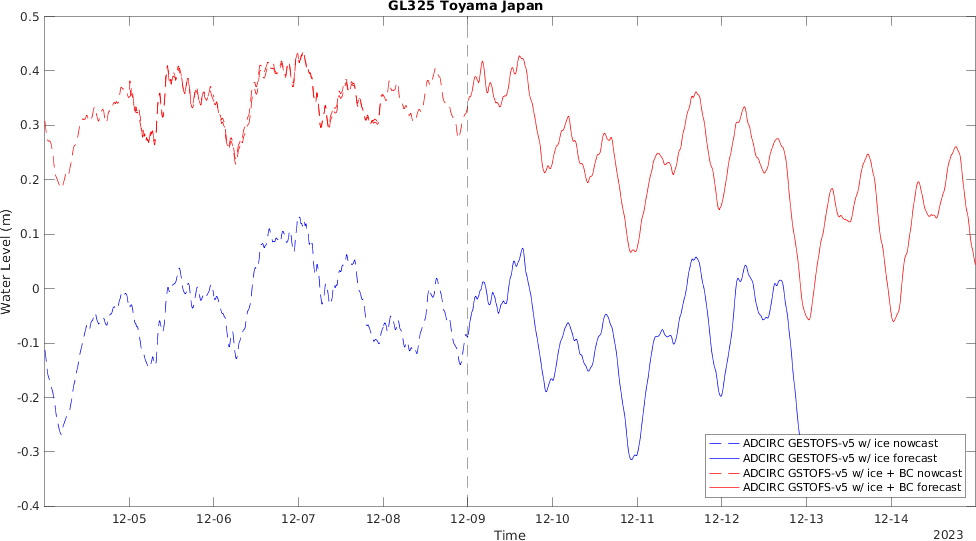 GL325 Toyama Japan
0.5
0.4
0.3
0.2
0.1
0
-0.1
-0.2
-0.3
-0.4
Water Level (m)
12-05 12-06 12-07 12-08 12-09 12-10 12-11 12-12 12-13 12-14
Time
2023
ADCIRC GESTOFS-v5 w/ ice nowcast
ADCIRC GESTOFS-v5 w/ ice forecast
ADCIRC GSTOFS-v5 w/ ice + BC nowcast
ADCIRC GSTOFS-v5 w/ ice + BC forecast